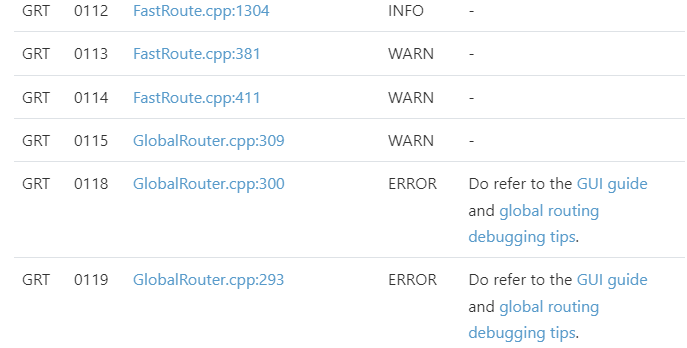 GRT 0112 FastRoute.cpp:1304 INFO -
GRT 0113 FastRoute.cpp:381 WARN -
GRT 0114 FastRoute.cpp:411 WARN -
GRT 0115 GlobalRouter.cpp:309 WARN -
GRT 0118 GlobalRouter.cpp:300 ERROR Do refer to the GUI guide
and global routing
debugging tips.
GRT 0119 GlobalRouter.cpp:293 ERROR Do refer to the GUI guide
and global routing
debugging tips.